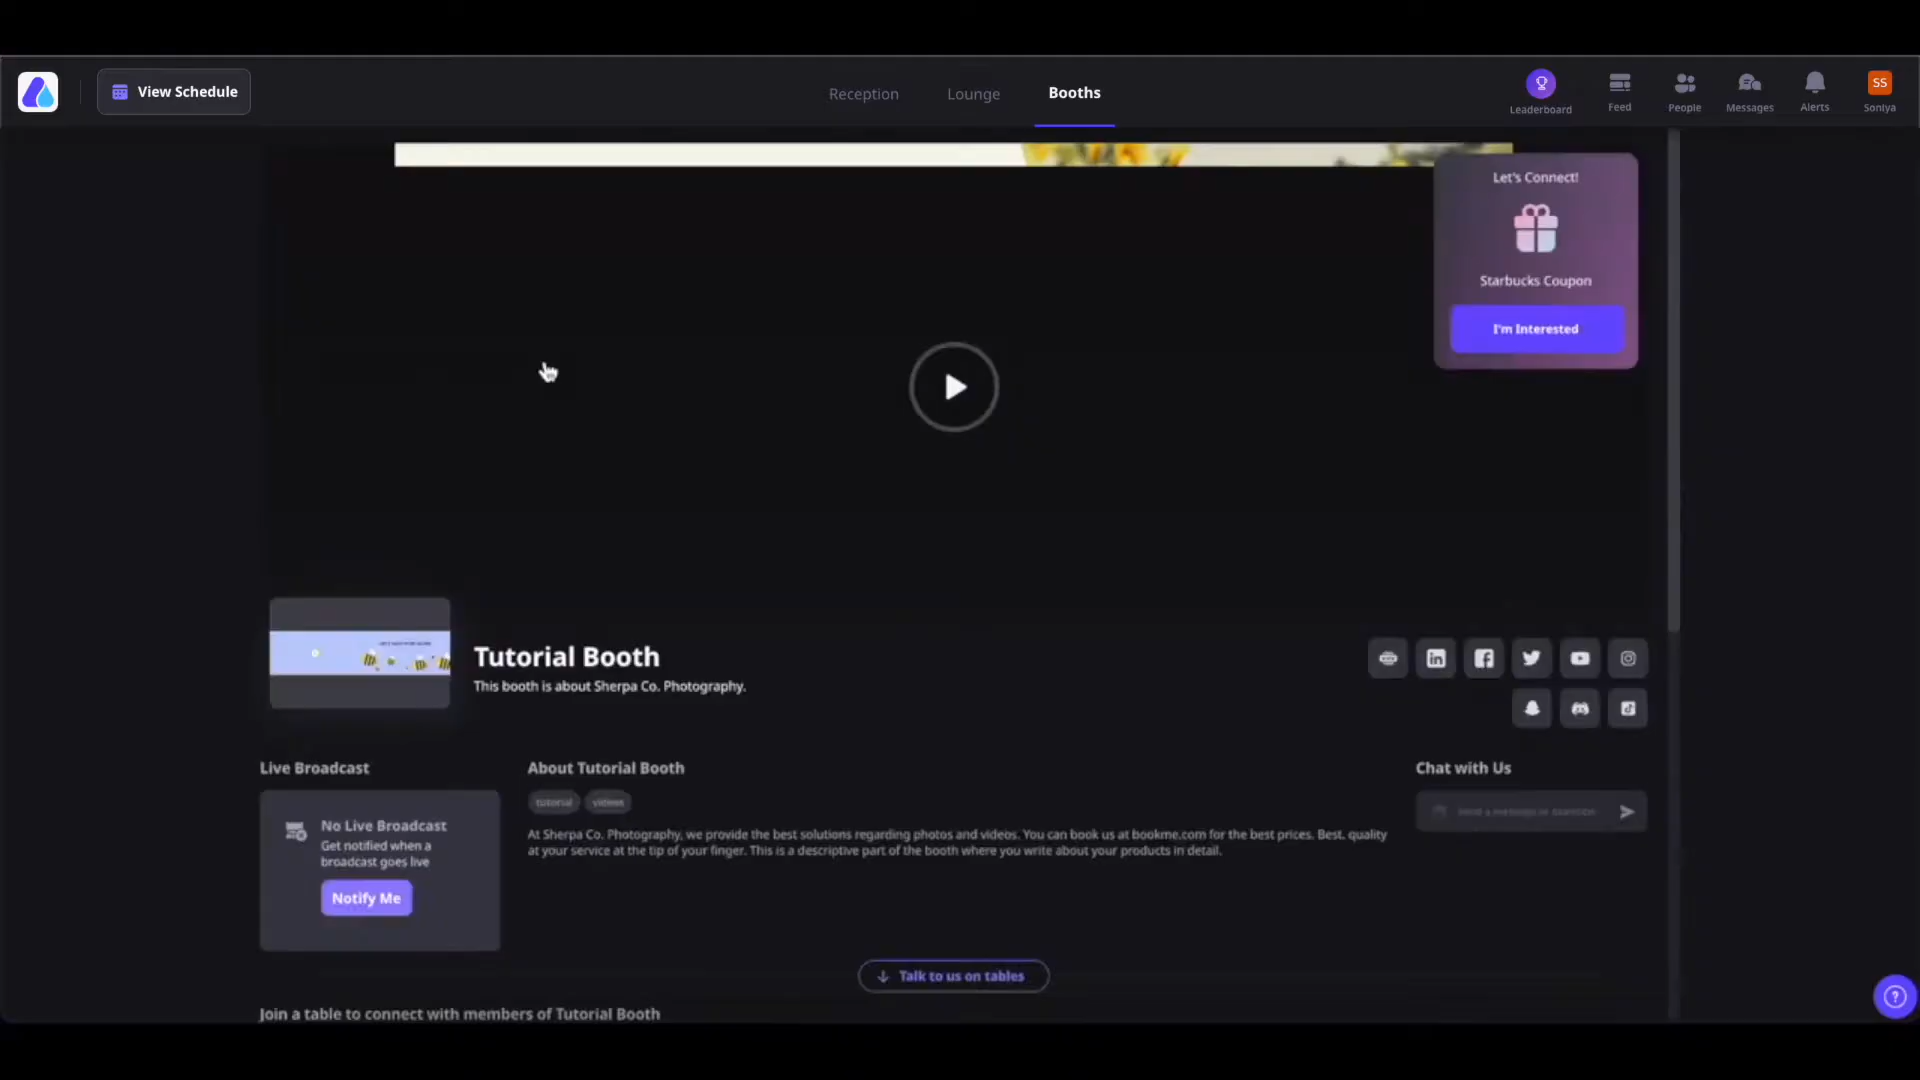 View Schedule
Reception
Lounge
Booths
Leaderboard
Feed
People
Messages
Alerts
SS
Soniya
Let's Connect!
Starbucks Coupon
I'm Interested
Tutorial Booth
This booth is about Sherpa Co. Photography.
Live Broadcast
No Live Broadcast
Get notified when a
broadcast goes live
Notify Me
About Tutorial Booth
tutorial
videos
At Sherpa Co. Photography, we provide the best solutions regarding photos and videos. You can book us at bookme.com for the best prices. Best. quality
at your service at the tip of your finger. This is a descriptive part of the booth where you write about your products in detail.
Chat with Us
Send a message or question
Talk to us on tables
Join a table to connect with members of Tutorial Booth